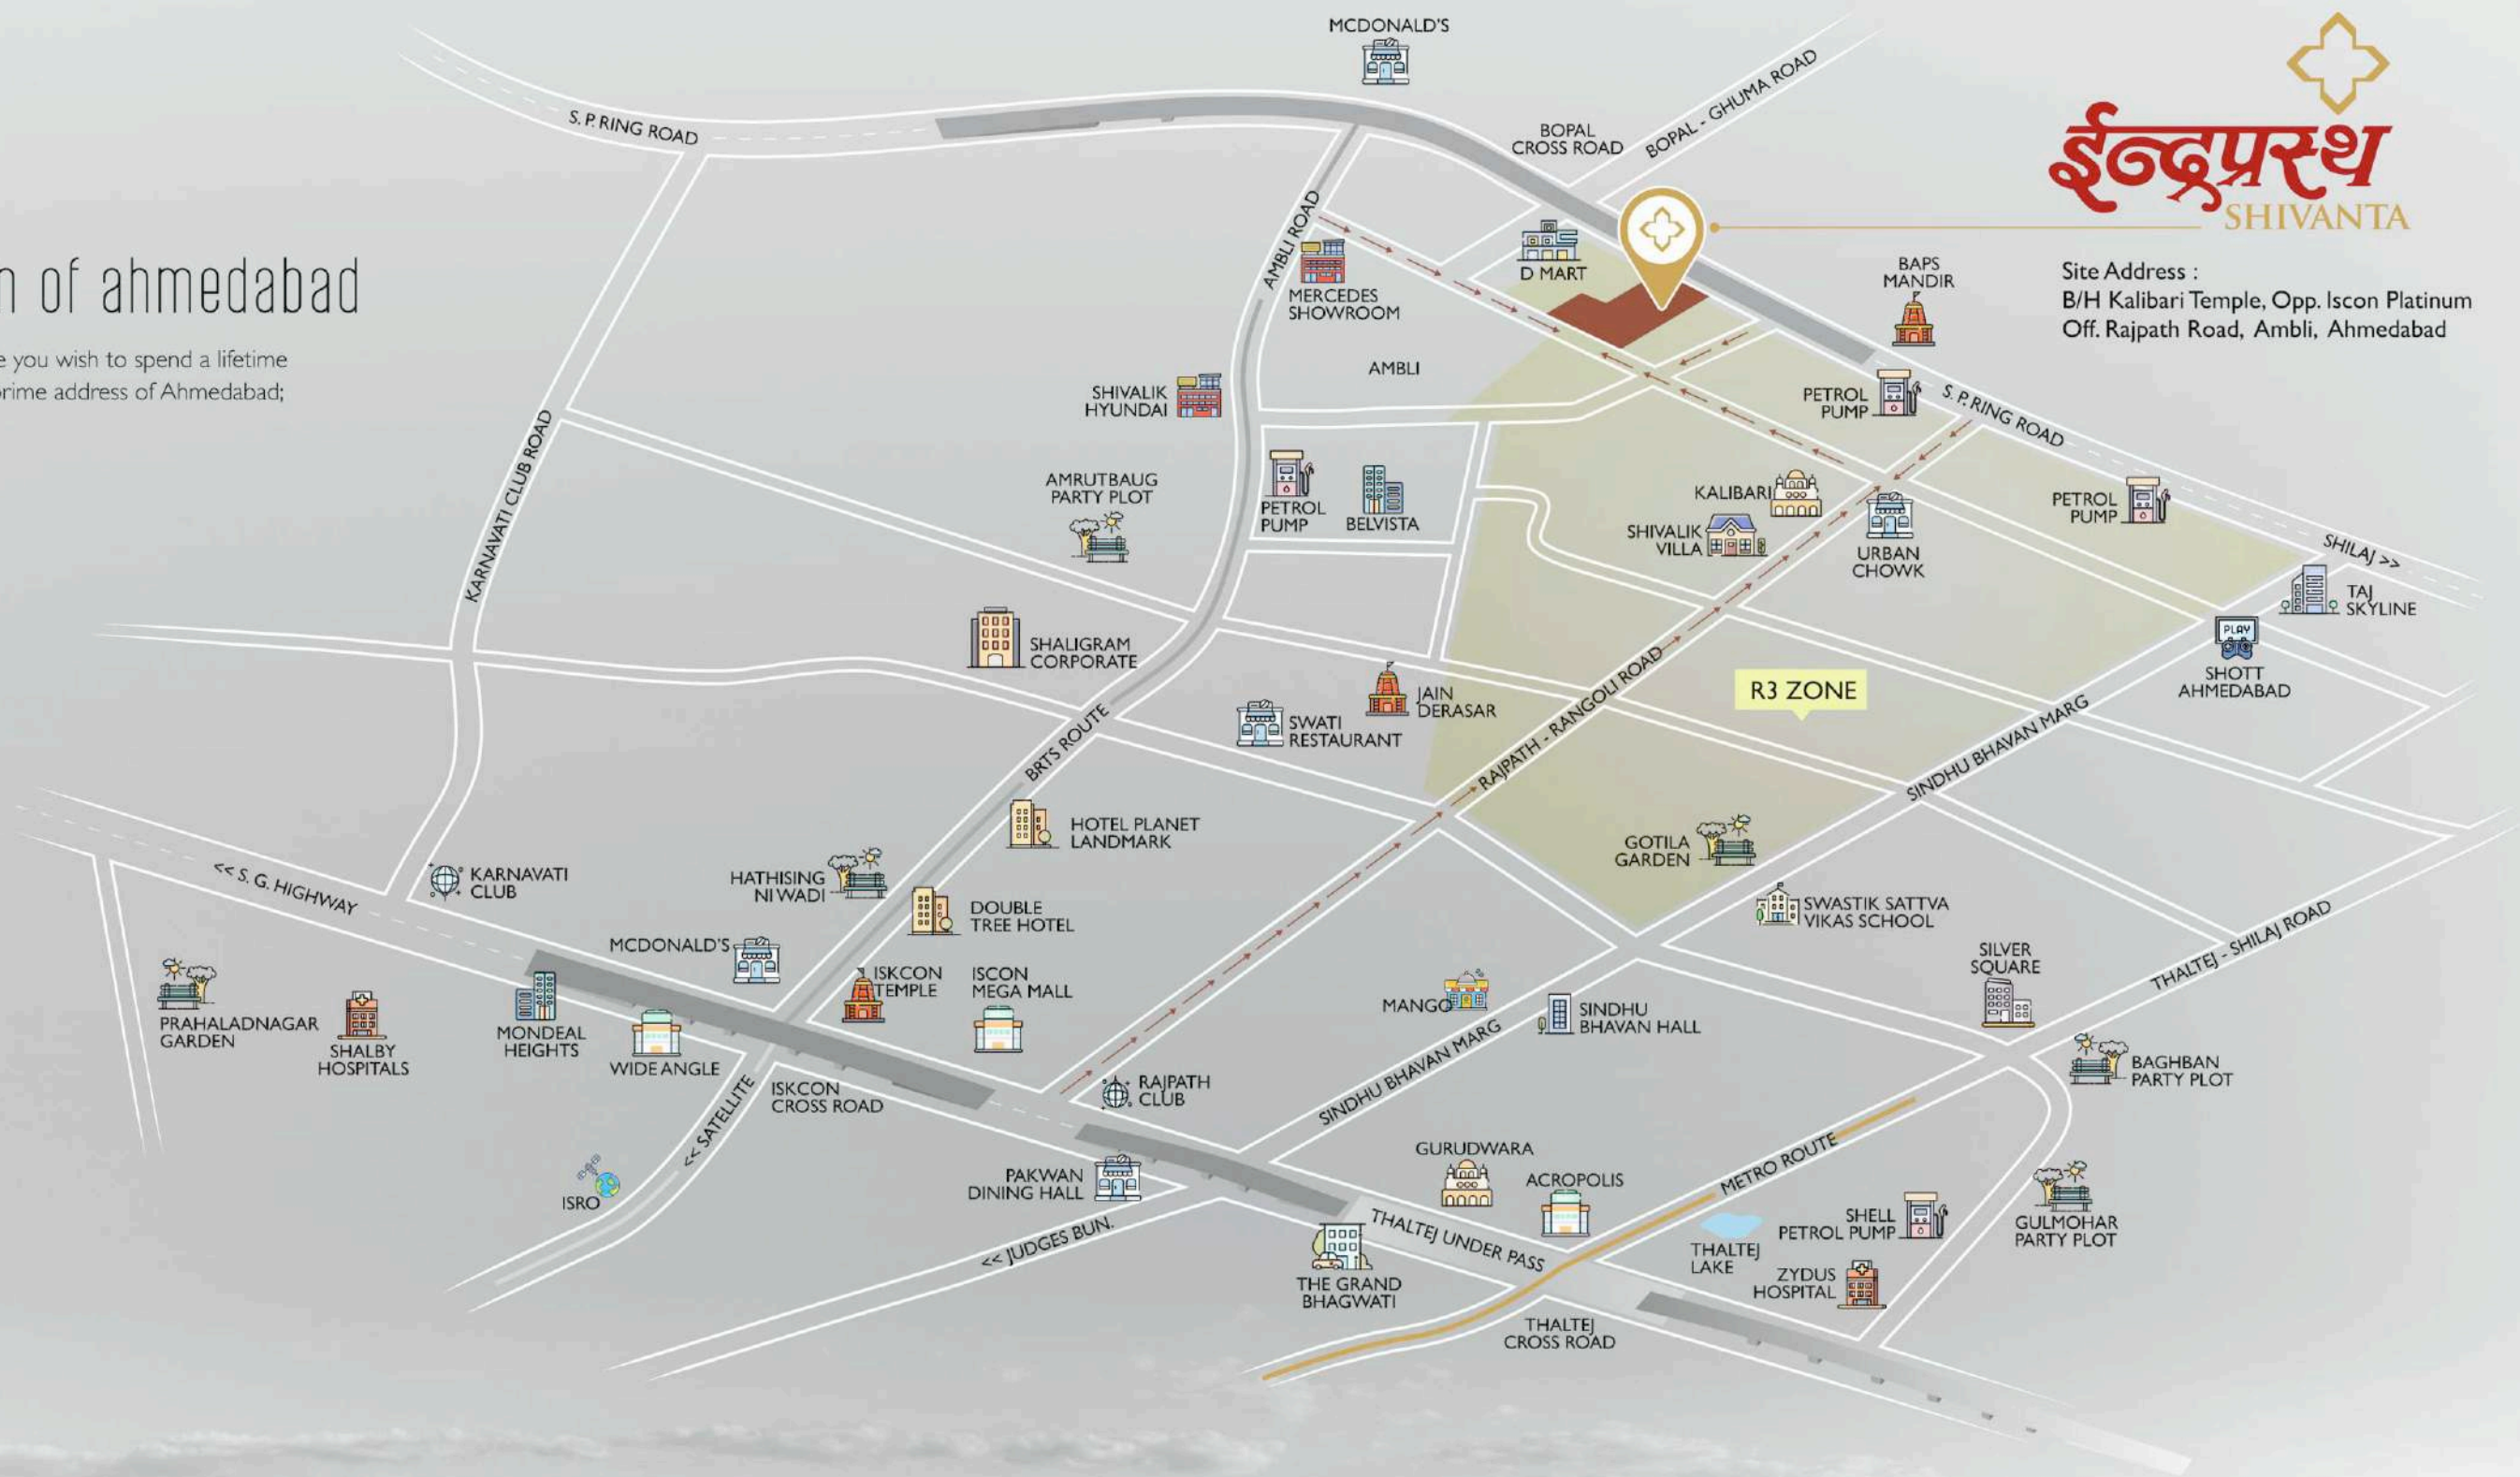 MCDONALD'S
S. P. RING ROAD
BOPAL
CROSS ROAD
BOPAL - GHUMA ROAD
ईन्द्रप्रस्थ
SHIVANTA
Site Address :
B/H Kalibari Temple, Opp. Iscon Platinum
Off. Rajpath Road, Ambli, Ahmedabad
n of ahmedabad
e you wish to spend a lifetime
rime address of Ahmedabad;
AMBLI ROAD
MERCEDES
SHOWROOM
D MART
BAPS
MANDIR
AMBLI
SHIVALIK
HYUNDAI
PETROL
PUMP
S. P. RING ROAD
KARNAVATI CLUB ROAD
AMRUTBAUG
PARTY PLOT
PETROL
PUMP
BELVISTA
KALIBARI
SHIVALIK
VILLA
URBAN
CHOWK
PETROL
PUMP
SHILAJ >>
TAJ
SKYLINE
PLAY
SHOTT
AHMEDABAD
SHALIGRAM
CORPORATE
JAIN
DERASAR
SWATI
RESTAURANT
RAJPATH - RANGOLI ROAD
R3 ZONE
SINDHU BHAVAN MARG
BRTS ROUTE
HOTEL PLANET
LANDMARK
GOTILA
GARDEN
<< S. G. HIGHWAY
KARNAVATI
CLUB
HATHISING
NI WADI
DOUBLE
TREE HOTEL
SWASTIK SATTVA
VIKAS SCHOOL
THALTEJ - SHILAJ ROAD
MCDONALD'S
ISKCON
TEMPLE
ISCON
MEGA MALL
SILVER
SQUARE
MANGO
SINDHU
BHAVAN HALL
PRAHALADNAGAR
GARDEN
SHALBY
HOSPITALS
MONDEAL
HEIGHTS
WIDE ANGLE
ISKCON
CROSS ROAD
RAJPATH
CLUB
SINDHU BHAVAN MARG
BAGHBAN
PARTY PLOT
<< SATELLITE
ISRO
PAKWAN
DINING HALL
GURUDWARA
ACROPOLIS
METRO ROUTE
<< JUDGES BUN.
THALTEJ UNDER PASS
THE GRAND
BHAGWATI
THALTEJ
LAKE
SHELL
PETROL PUMP
ZYDUS
HOSPITAL
GULMOHAR
PARTY PLOT
THALTEJ
CROSS ROAD